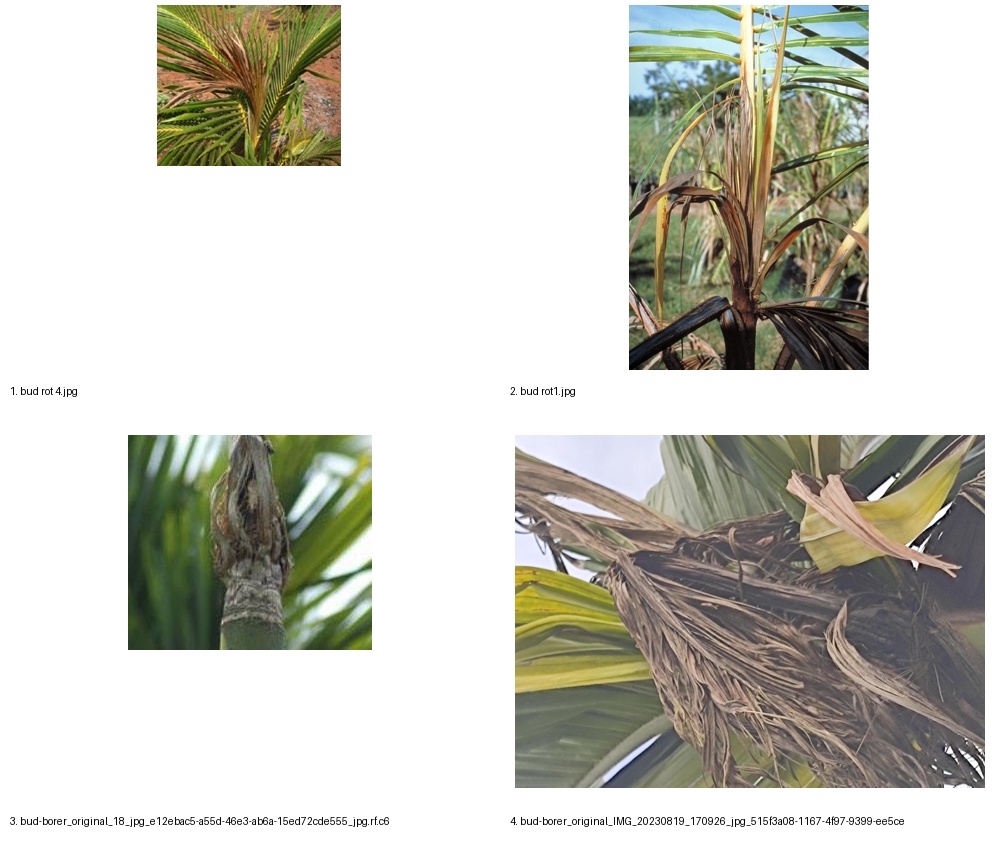 1. bud rot 4.jpg
2. bud rot1.jpg
3. bud-borer_original_18_jpg_e12ebac5-a55d-46e3-ab6a-15ed72cde555_jpg.rf.c6
4. bud-borer_original_IMG_20230819_170926_jpg_515f3a08-1167-4f97-9399-ee5ce